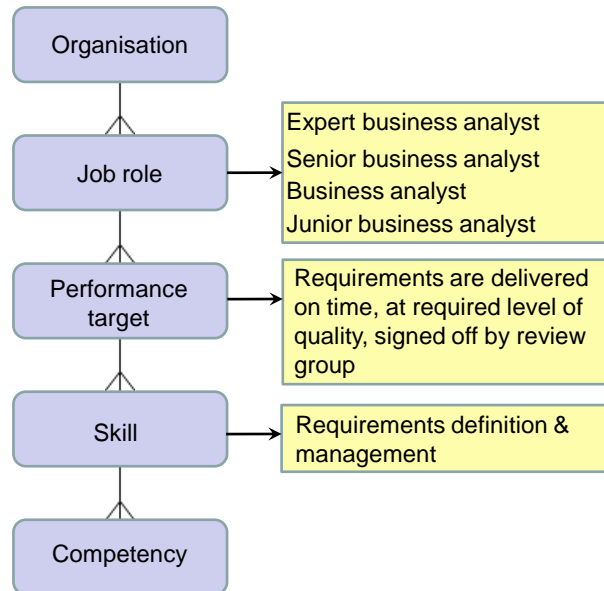 Organisation
Job role
Expert business analyst
Senior business analyst
Business analyst
Junior business analyst
Performance
target
Requirements are delivered
on time, at required level of
quality, signed off by review
group
Skill
Requirements definition &
management
Competency